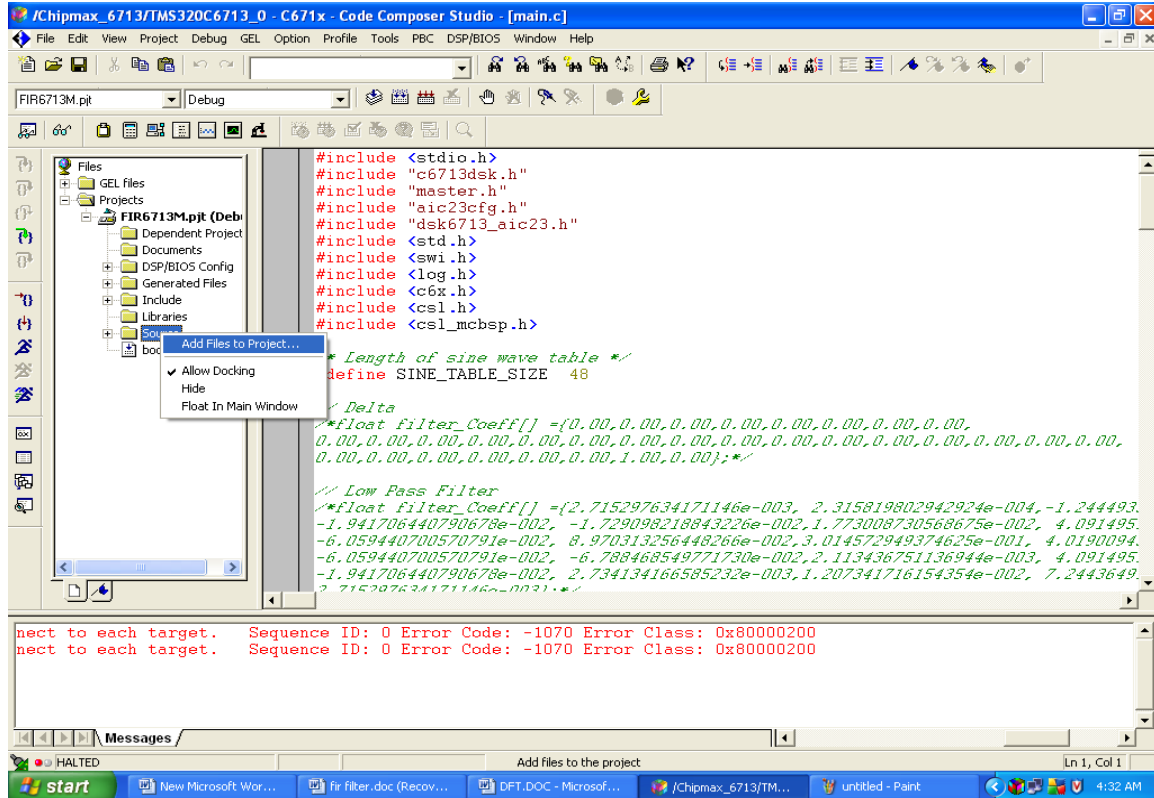 /Chipmax_6713/TMS320C6713_0 - C671x - Code Composer Studio - [main.c]
File Edit View Project Debug GEL Option Profile Tools PBC DSP/BIOS Window Help
FIR6713M.pjt Debug
Files
GEL files
Projects
FIR6713M.pjt (Deb
Dependent Project
Documents
DSP/BIOS Config
Generated Files
Include
Libraries
Source
boo
Add Files to Project...
Allow Docking
Hide
Float In Main Window
#include <stdio.h>
#include "c6713dsk.h"
#include "master.h"
#include "aic23cfg.h"
#include "dsk6713_aic23.h"
#include <std.h>
#include <swi.h>
#include <log.h>
#include <c6x.h>
#include <csl.h>
#include <csl_mcbsp.h>
* Length of sine wave table */
define SINE_TABLE_SIZE 48
/ Delta
/*float filter_Coeff[] ={0.00,0.00,0.00,0.00,0.00,0.00,0.00,0.00,
0.00,0.00,0.00,0.00,0.00,0.00,0.00,0.00,0.00,0.00,0.00,0.00,0.00,0.00,
0.00,0.00,0.00,0.00,0.00,0.00,1.00,0.00};*/
// Low Pass Filter
/*float filter_Coeff[] ={2.715297634171146e-003, 2.315819802942924e-004,-1.244493.
-1.941706440790678e-002, -1.729098218843226e-002,1.773008730568675e-002, 4.091495.
-6.059440700570791e-002, 8.970313256448266e-002,3.014572949374625e-001, 4.0190094.
-6.059440700570791e-002, -6.788468549771730e-002,2.113436751136944e-003, 4.091495.
-1.941706440790678e-002, 2.734134166585232e-003,1.207341716154354e-002, 7.2443649.
2.715297634171146e-003};*/
nect to each target. Sequence ID: 0 Error Code: -1070 Error Class: 0x80000200
nect to each target. Sequence ID: 0 Error Code: -1070 Error Class: 0x80000200
Messages
HALTED Add files to the project Ln 1, Col 1
start New Microsoft Wor... fir filter.doc (Recov... DFT.DOC - Microsof... /Chipmax_6713/TM... untitled - Paint 4:32 AM